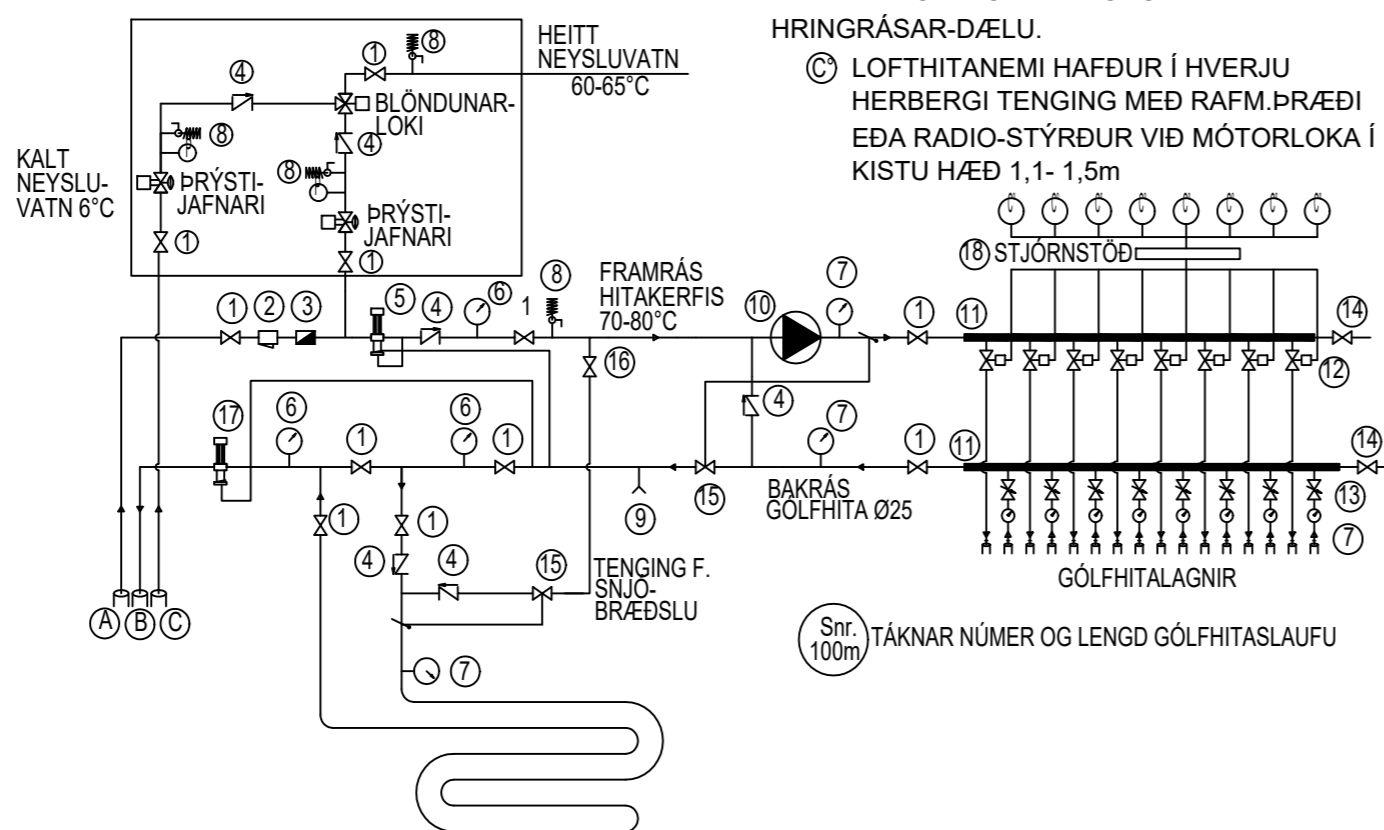 HRINGRÁSAR-DÆLU.
C° LOFTHITANEMI HAFÐUR Í HVERJU
HERBERGI TENGING MEÐ RAFM.ÞRÆÐI
EÐA RADIO-STÝRÐUR VIÐ MÓTORLOKA Í
KISTU HÆÐ 1,1- 1,5m
1
8
HEITT
NEYSLUVATN
60-65°C
4
BLÖNDUNAR-
LOKI
8
4
8
KALT
NEYSLU-
VATN 6°C
ÞRÝSTI-
JAFNARI
ÞRÝSTI-
JAFNARI
1
1
18 STJÓRNSTÖÐ
1
2
3
5
4
6
1
8
FRAMRÁS
HITAKERFIS
70-80°C
10
7
1
11
14
16
12
17
6
1
6
1
4
7
1
11
14
9
15
BAKRÁS
GÓLFHITA Ø25
13
1
1
7
4
4
15
TENGING F.
SNJÓ-
BRÆÐSLU
GÓLFHITALAGNIR
A
B
C
7
Snr.
100m
TÁKNAR NÚMER OG LENGD GÓLFHITASLAUFU